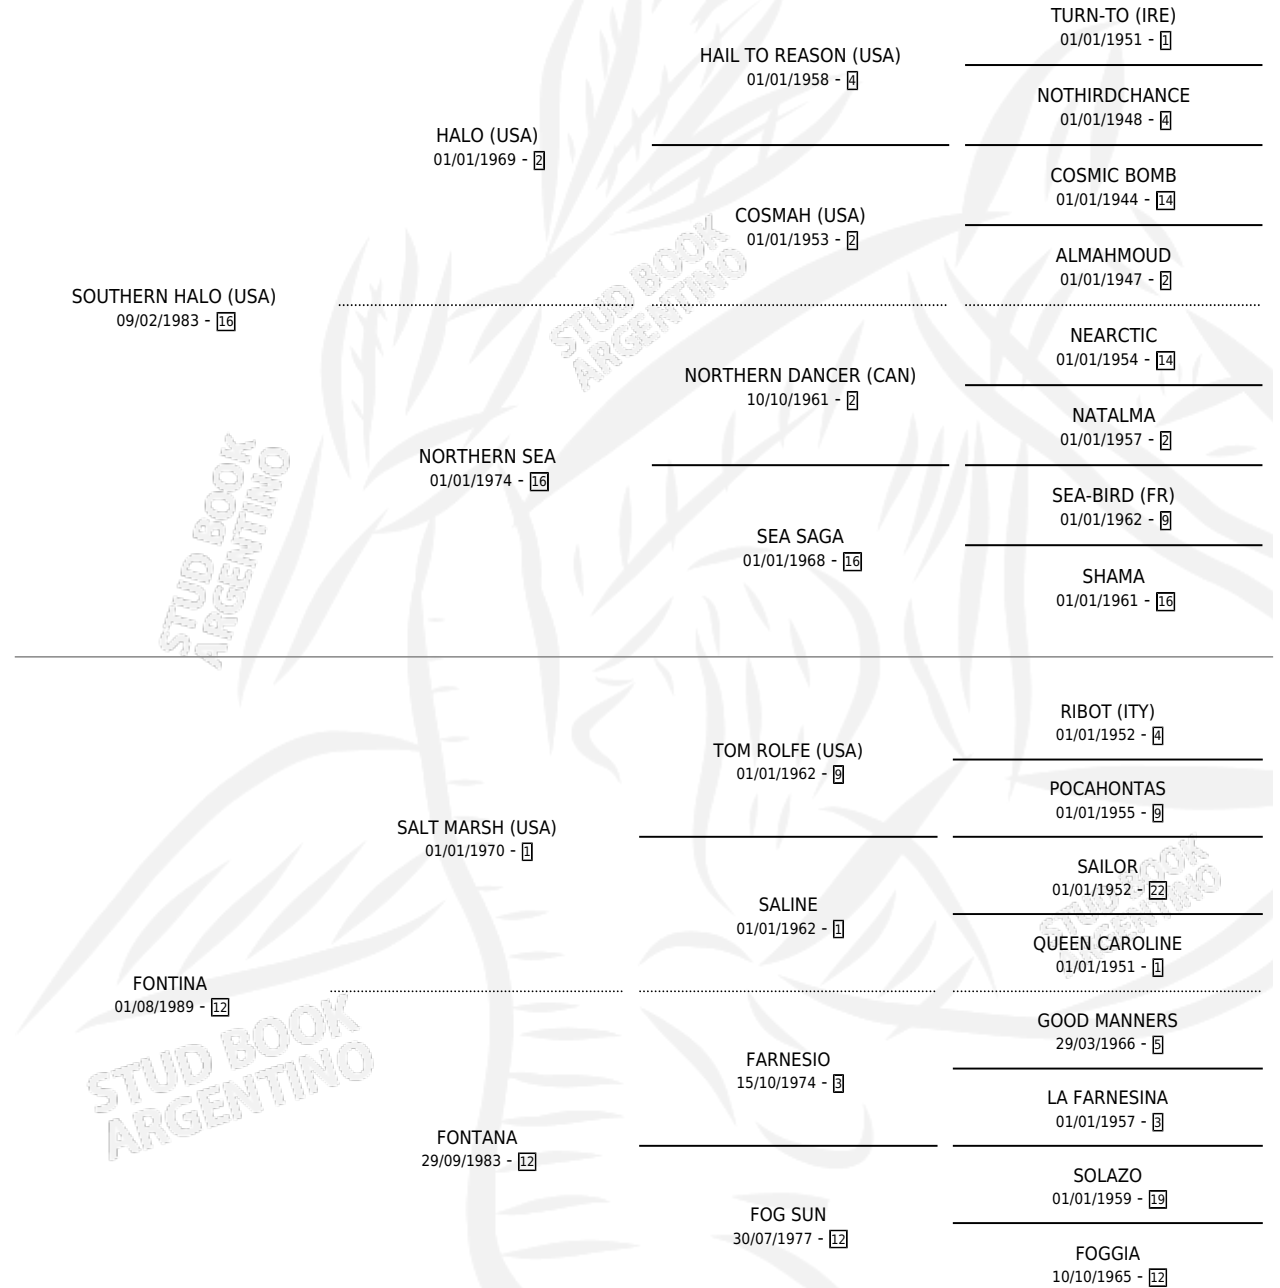 TURN-TO (IRE)
01/01/1951 - 1
HAIL TO REASON (USA)
01/01/1958 - 4
NOTHIRDCHANCE
01/01/1948 - 4
HALO (USA)
01/01/1969 - 2
COSMIC BOMB
01/01/1944 - 14
COSMAH (USA)
01/01/1953 - 2
ALMAHMOUD
01/01/1947 - 2
SOUTHERN HALO (USA)
09/02/1983 - 16
STUD BOOK
ARGENTINO
NEARCTIC
01/01/1954 - 14
NORTHERN DANCER (CAN)
10/10/1961 - 2
NATALMA
01/01/1957 - 2
NORTHERN SEA
01/01/1974 - 16
SEA-BIRD (FR)
01/01/1962 - 9
SEA SAGA
01/01/1968 - 16
SHAMA
01/01/1961 - 16
STUD BOOK
ARGENTINO
RIBOT (ITY)
01/01/1952 - 4
TOM ROLFE (USA)
01/01/1962 - 9
POCAHONTAS
01/01/1955 - 9
SALT MARSH (USA)
01/01/1970 - 1
SAILOR
01/01/1952 - 22
SALINE
01/01/1962 - 1
STUD BOOK
ARGENTINO
QUEEN CAROLINE
01/01/1951 - 1
FONTINA
01/08/1989 - 12
GOOD MANNERS
29/03/1966 - 5
FARNESIO
15/10/1974 - 3
STUD BOOK
ARGENTINO
LA FARNESINA
01/01/1957 - 3
FONTANA
29/09/1983 - 12
SOLAZO
01/01/1959 - 19
FOG SUN
30/07/1977 - 12
FOGGIA
10/10/1965 - 12